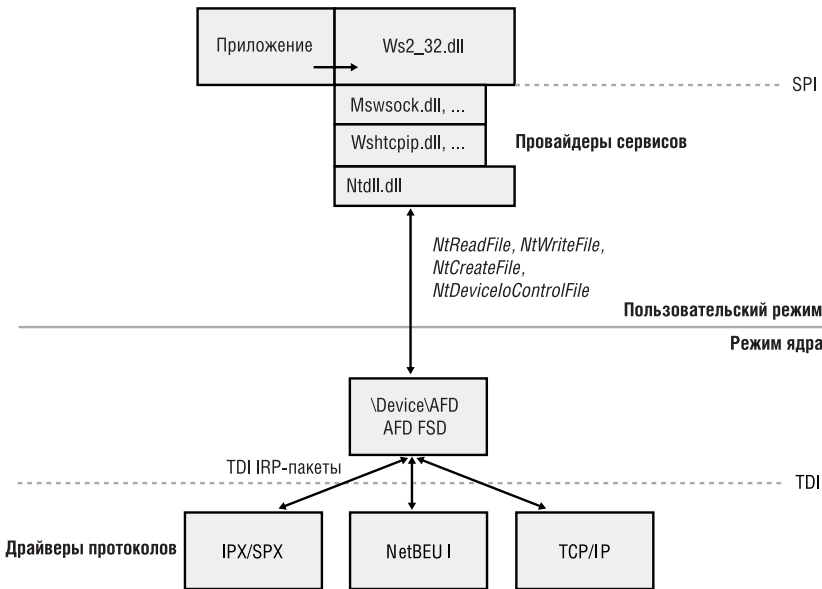 Приложение
Ws2_32.dll
SPI
Mswsock.dll, ...
Wshtcpip.dll, ...
Провайдеры сервисов
Ntdll.dll
NtReadFile, NtWriteFile,
NtCreateFile,
NtDeviceIoControlFile
Пользовательский режим
Режим ядра
\Device\AFD
AFD FSD
TDI IRP-пакеты
TDI
Драйверы протоколов
IPX/SPX
NetBEU I
TCP/IP